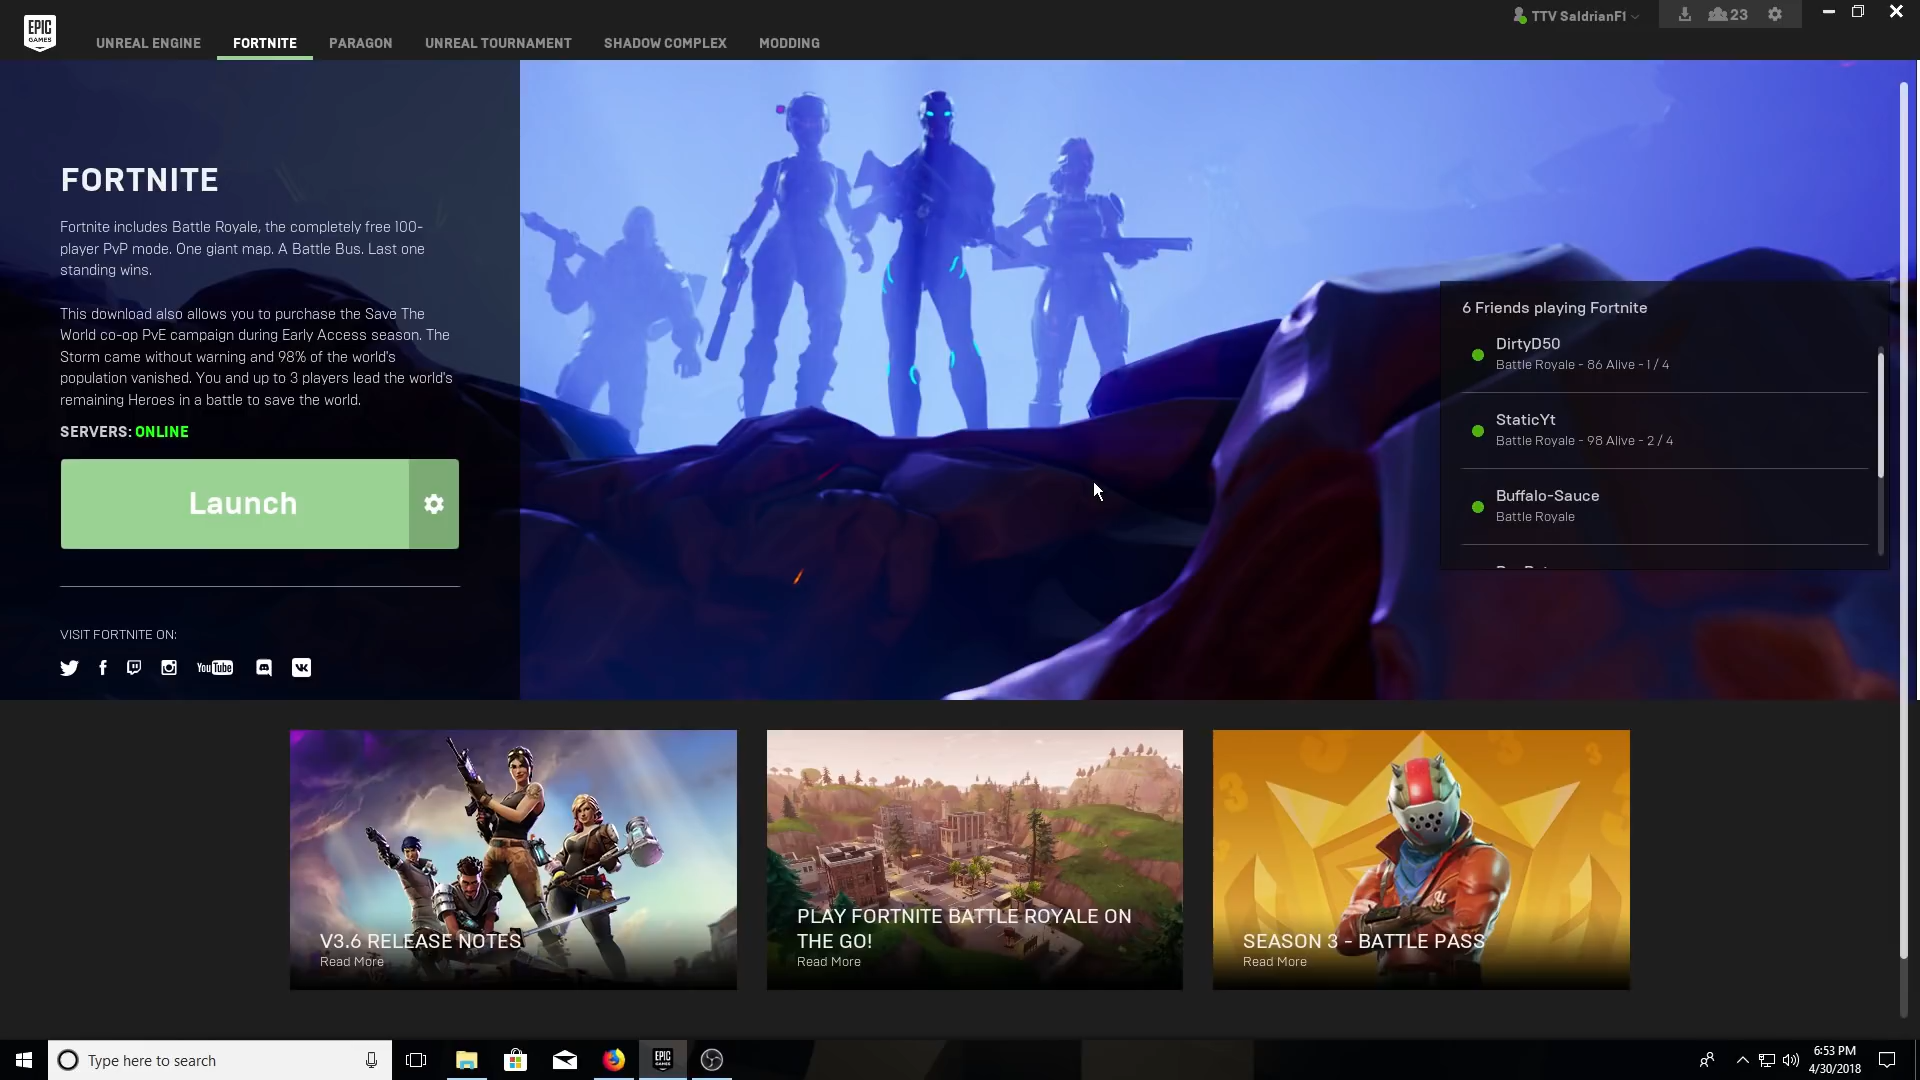 EPIC
GAMES
UNREAL ENGINE
FORTNITE
PARAGON
UNREAL TOURNAMENT
SHADOW COMPLEX
MODDING
TTV SaldrianF1
23
FORTNITE
Fortnite includes Battle Royale, the completely free 100-
player PvP mode. One giant map. A Battle Bus. Last one
standing wins.
This download also allows you to purchase the Save The
World co-op PvE campaign during Early Access season. The
Storm came without warning and 98% of the world's
population vanished. You and up to 3 players lead the world's
remaining Heroes in a battle to save the world.
SERVERS: ONLINE
Launch
VISIT FORTNITE ON:
You Tube
6 Friends playing Fortnite
DirtyD50
Battle Royale - 86 Alive - 1 / 4
StaticYt
Battle Royale - 98 Alive - 2 / 4
Buffalo-Sauce
Battle Royale
V3.6 RELEASE NOTES
Read More
PLAY FORTNITE BATTLE ROYALE ON
THE GO!
Read More
SEASON 3 - BATTLE PASS
Read More
Type here to search
EPIC
GAMES
6:53 PM
4/30/2018